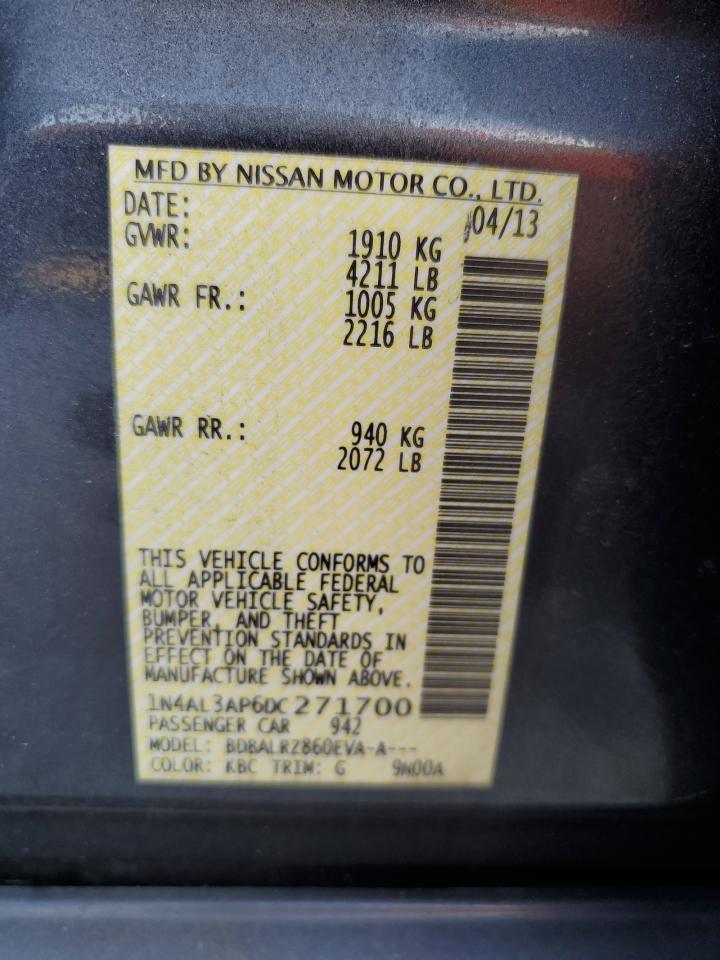 MFD BY NISSAN MOTOR CO., LTD.
DATE: 04/13
GVWR: 1910 KG
4211 LB
GAWR FR.: 1005 KG
2216 LB
GAWR RR.: 940 KG
2072 LB
THIS VEHICLE CONFORMS TO
ALL APPLICABLE FEDERAL
MOTOR VEHICLE SAFETY,
BUMPER, AND THEFT
PREVENTION STANDARDS IN
EFFECT ON THE DATE OF
MANUFACTURE SHOWN ABOVE.
1N4AL3AP6DC271700
PASSENGER CAR 942
MODEL: BDBALRZ860EVA-A---
COLOR: KBC TRIM: G 9N00A